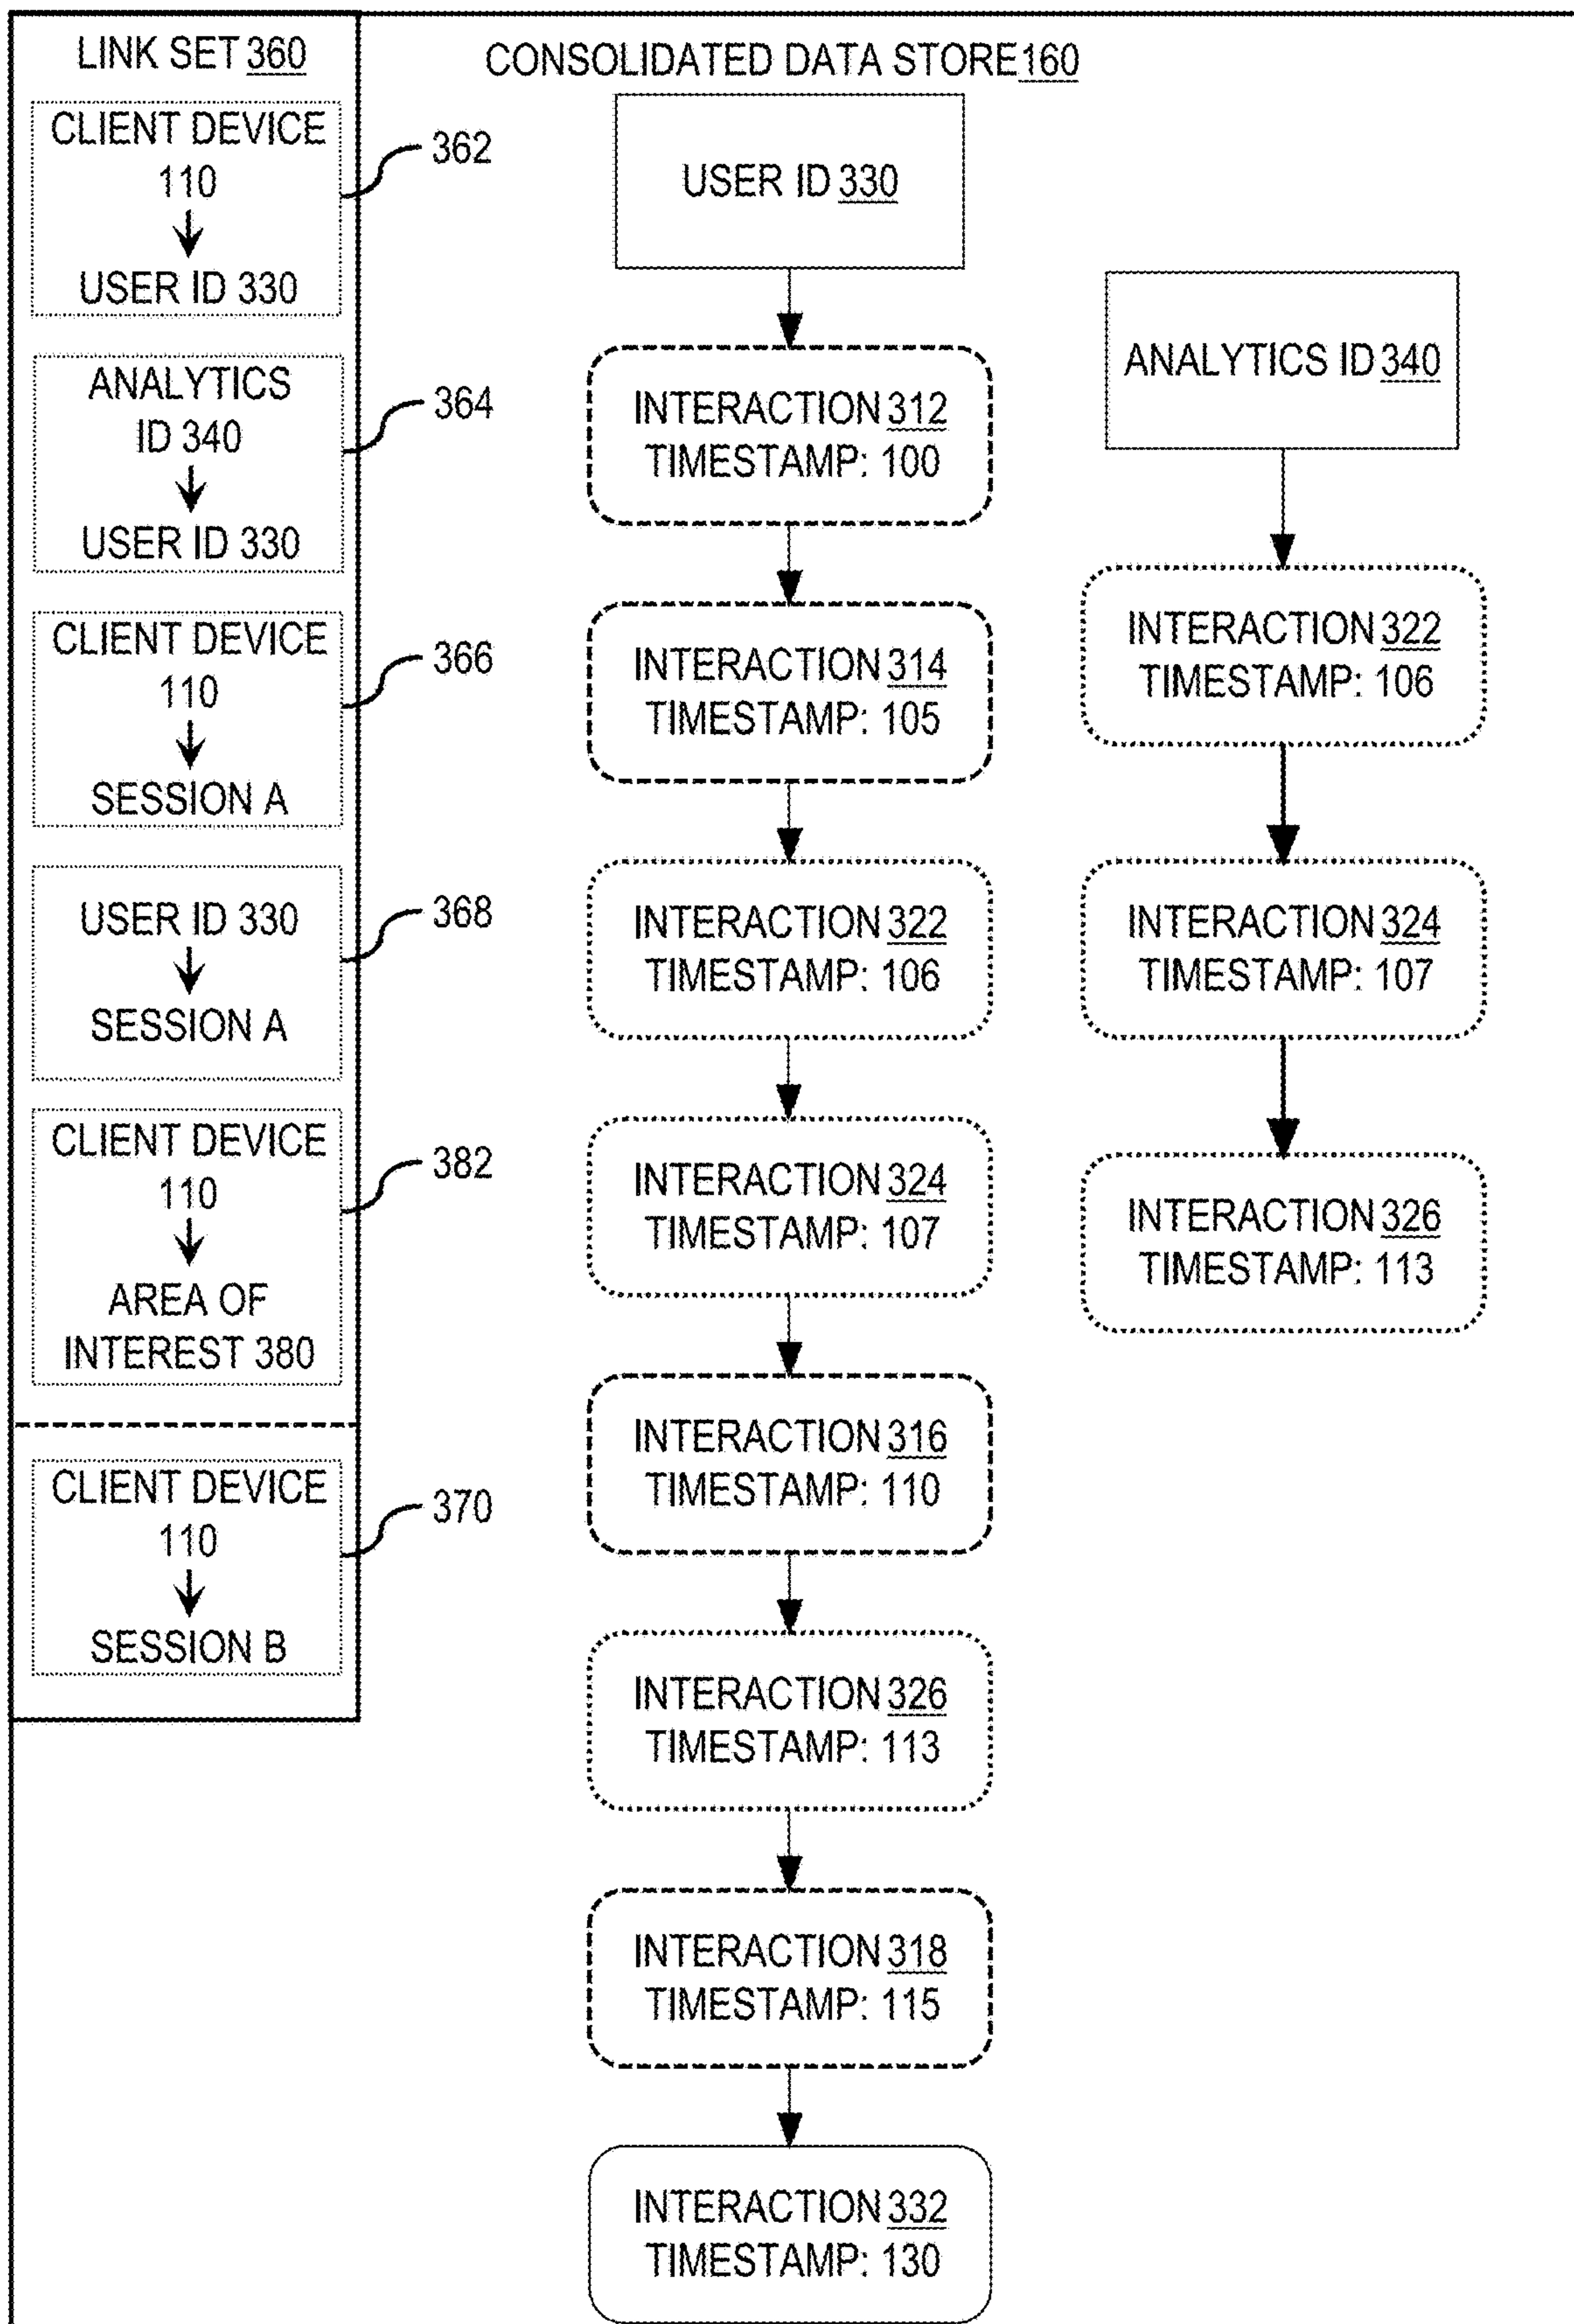 LINK SET 360
CLIENT DEVICE
110
USER ID 330
362
ANALYTICS
ID 340
USER ID 330
364
CLIENT DEVICE
110
SESSION A
366
USER ID 330
SESSION A
368
CLIENT DEVICE
110
AREA OF
INTEREST 380
382
CLIENT DEVICE
110
SESSION B
370
CONSOLIDATED DATA STORE 160
USER ID 330
INTERACTION 312
TIMESTAMP: 100
INTERACTION 314
TIMESTAMP: 105
INTERACTION 322
TIMESTAMP: 106
INTERACTION 324
TIMESTAMP: 107
INTERACTION 316
TIMESTAMP: 110
INTERACTION 326
TIMESTAMP: 113
INTERACTION 318
TIMESTAMP: 115
INTERACTION 332
TIMESTAMP: 130
ANALYTICS ID 340
INTERACTION 322
TIMESTAMP: 106
INTERACTION 324
TIMESTAMP: 107
INTERACTION 326
TIMESTAMP: 113